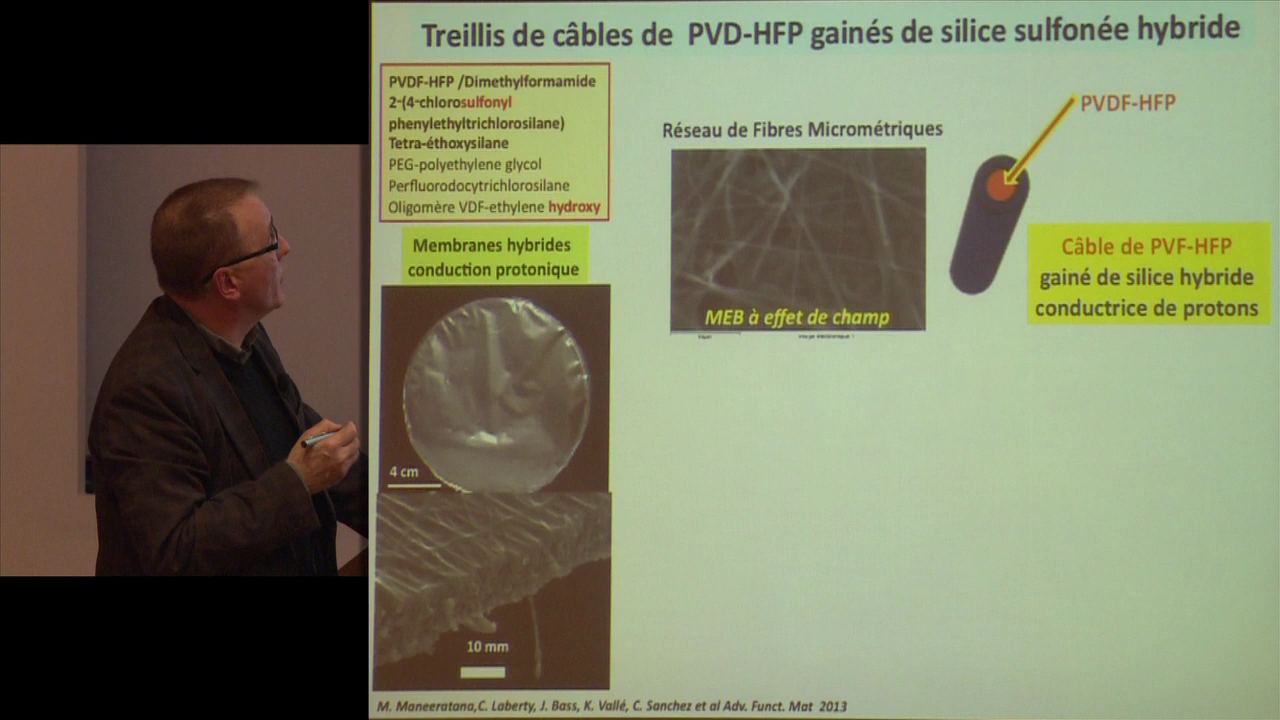 Treillis de câbles de PVD-HFP gainés de silice sulfonée hybride
PVDF-HFP /Dimethylformamide
2-(4-chlorosulfonyl
phenylethyltrichlorosilane)
Tetra-éthoxysilane
PEG-polyethylene glycol
Perfluorodocytrichlorosilane
Oligomère VDF-ethylene hydroxy
Membranes hybrides
conduction protonique
4 cm
10 mm
Réseau de Fibres Micrométriques
MEB à effet de champ
PVDF-HFP
Câble de PVF-HFP
gainé de silice hybride
conductrice de protons
M. Maneeratana,C. Laberty, J. Bass, K. Vallé, C. Sanchez et al Adv. Funct. Mat 2013